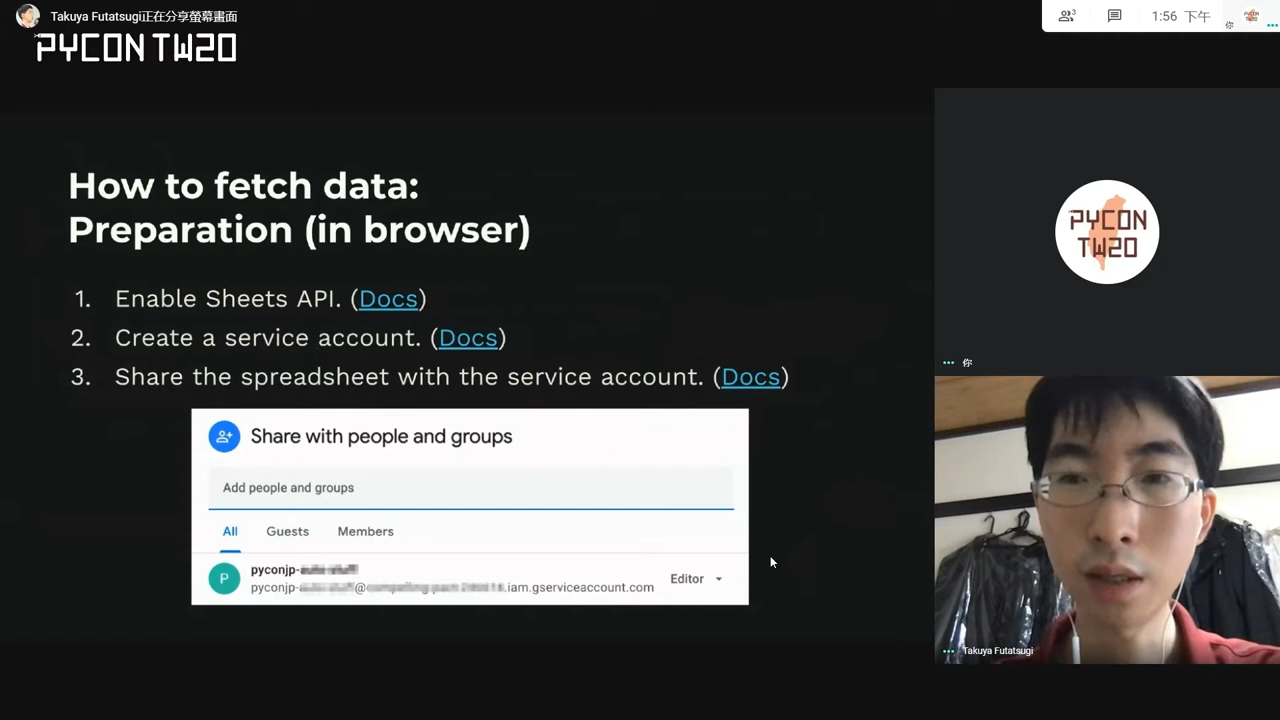 Takuya Futatsugi正在分享螢幕畫面
PYCON TW20
3
1:56 下午
你
How to fetch data:
Preparation (in browser)
1. Enable Sheets API. (Docs)
2. Create a service account. (Docs)
3. Share the spreadsheet with the service account. (Docs)
Share with people and groups
Add people and groups
All Guests Members
P
pyconjp-
pyconjp- @ .iam.gserviceaccount.com
Editor
PYCON
TW20
你
Takuya Futatsugi